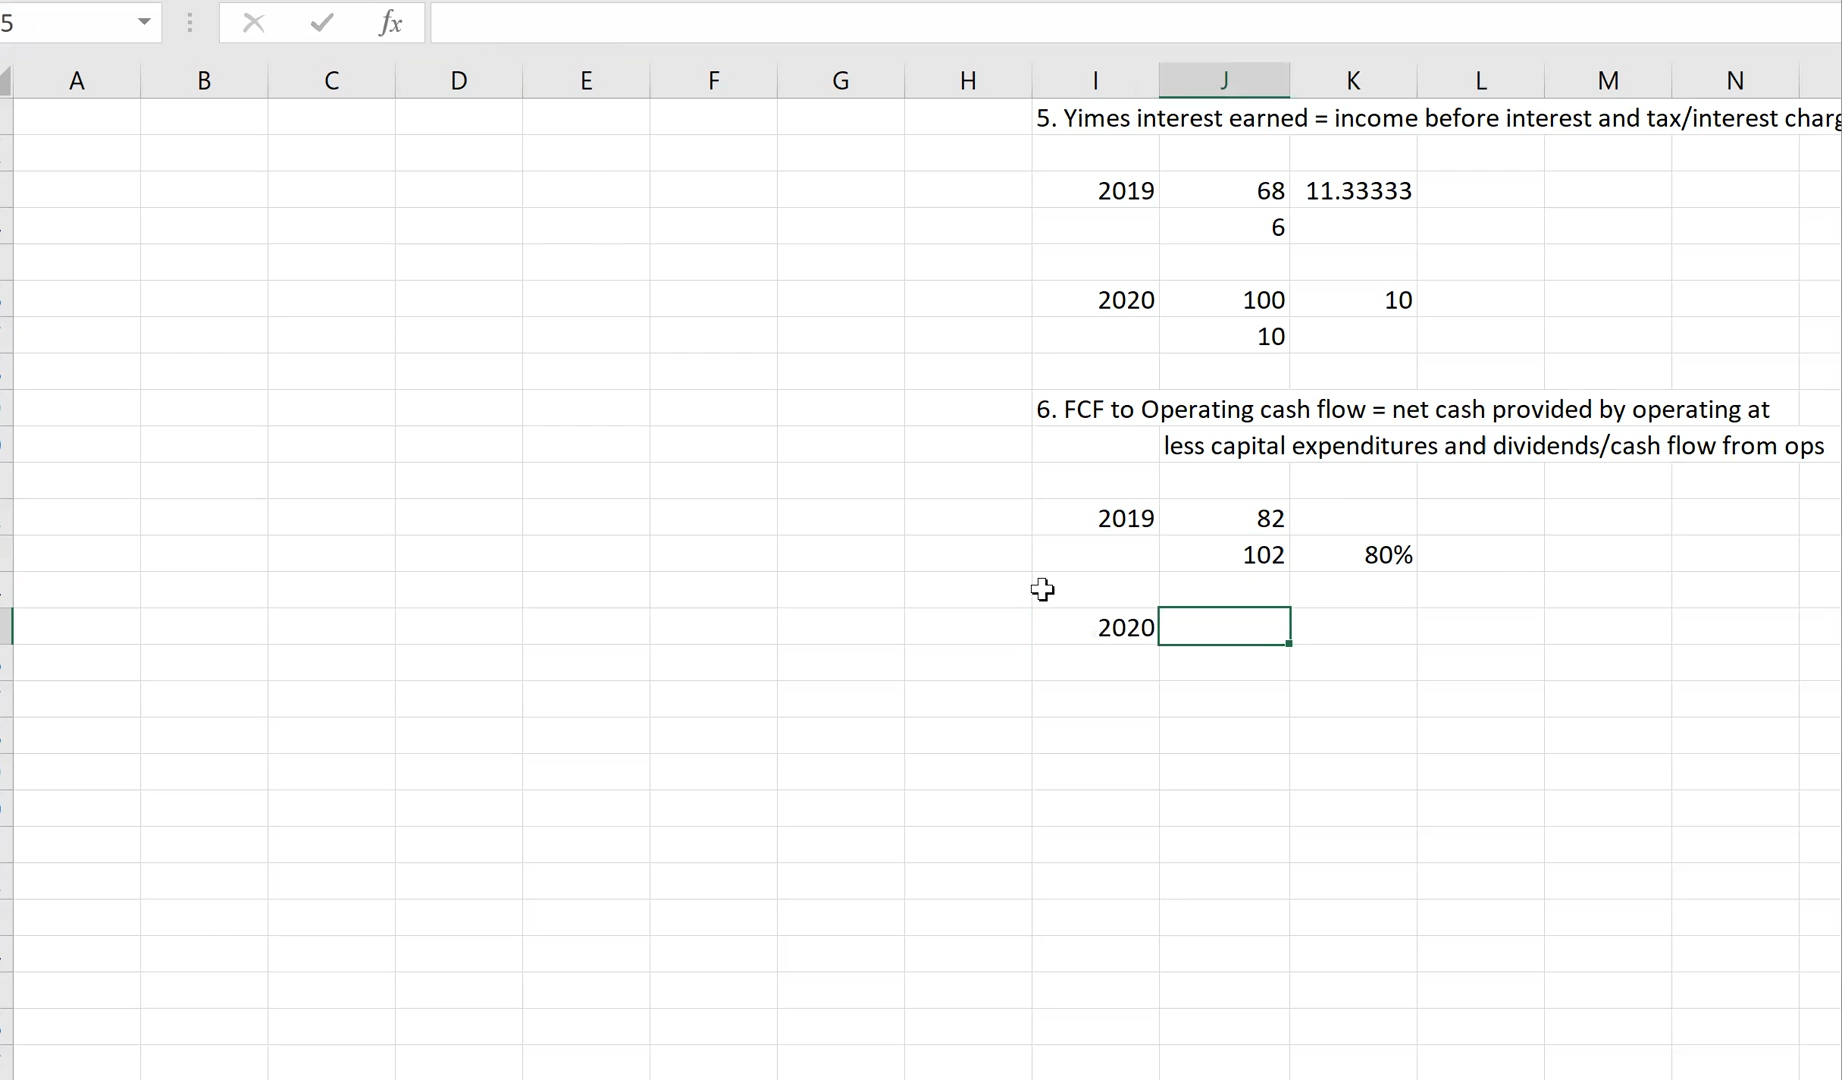 5
fx
A B C D E F G H I J K L M N
5. Yimes interest earned = income before interest and tax/interest charg
2019 68 11.33333
6
2020 100 10
10
6. FCF to Operating cash flow = net cash provided by operating at
less capital expenditures and dividends/cash flow from ops
2019 82
102 80%
2020